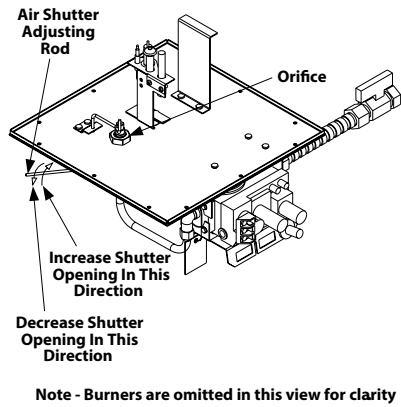 Air Shutter
Adjusting
Rod
Orifice
Increase Shutter
Opening In This
Direction
Decrease Shutter
Opening In This
Direction
Note - Burners are omitted in this view for clarity